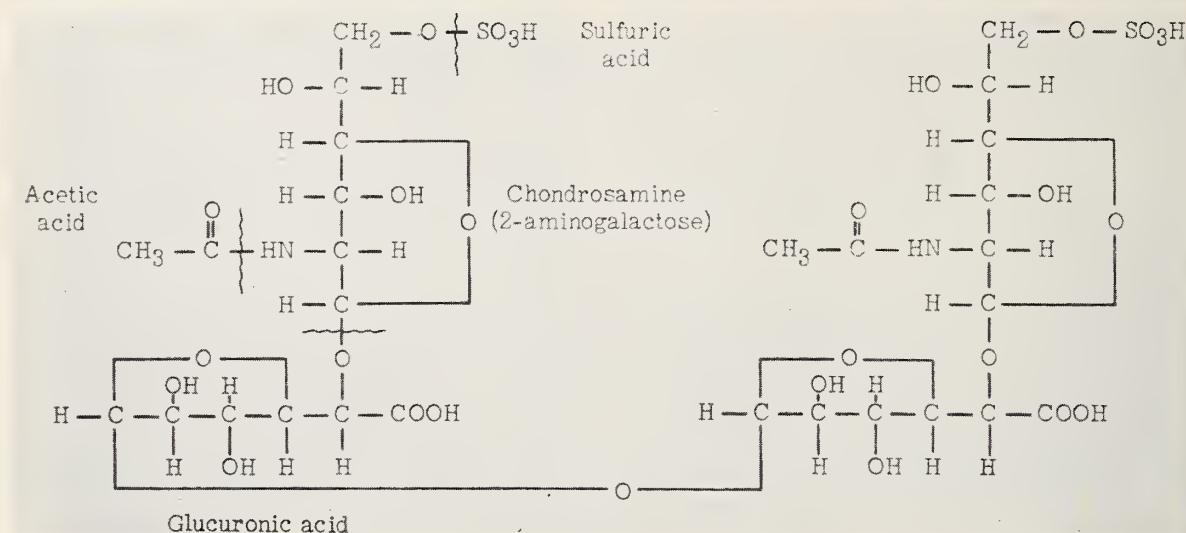 CH2 — O — SO3H Sulfuric acid CH2 — O — SO3H
HO — C — H HO — C — H
H — C H — C
Acetic acid H — C — OH O Chondrosamine (2-aminogalactose) H — C — OH O
O O
CH3 — C — HN — C — H CH3 — C — HN — C — H
H — C H — C
O O O O
OH H OH H
H — C — C — C — C — C — COOH H — C — C — C — C — C — COOH
H OH H H H OH H H
O
Glucuronic acid